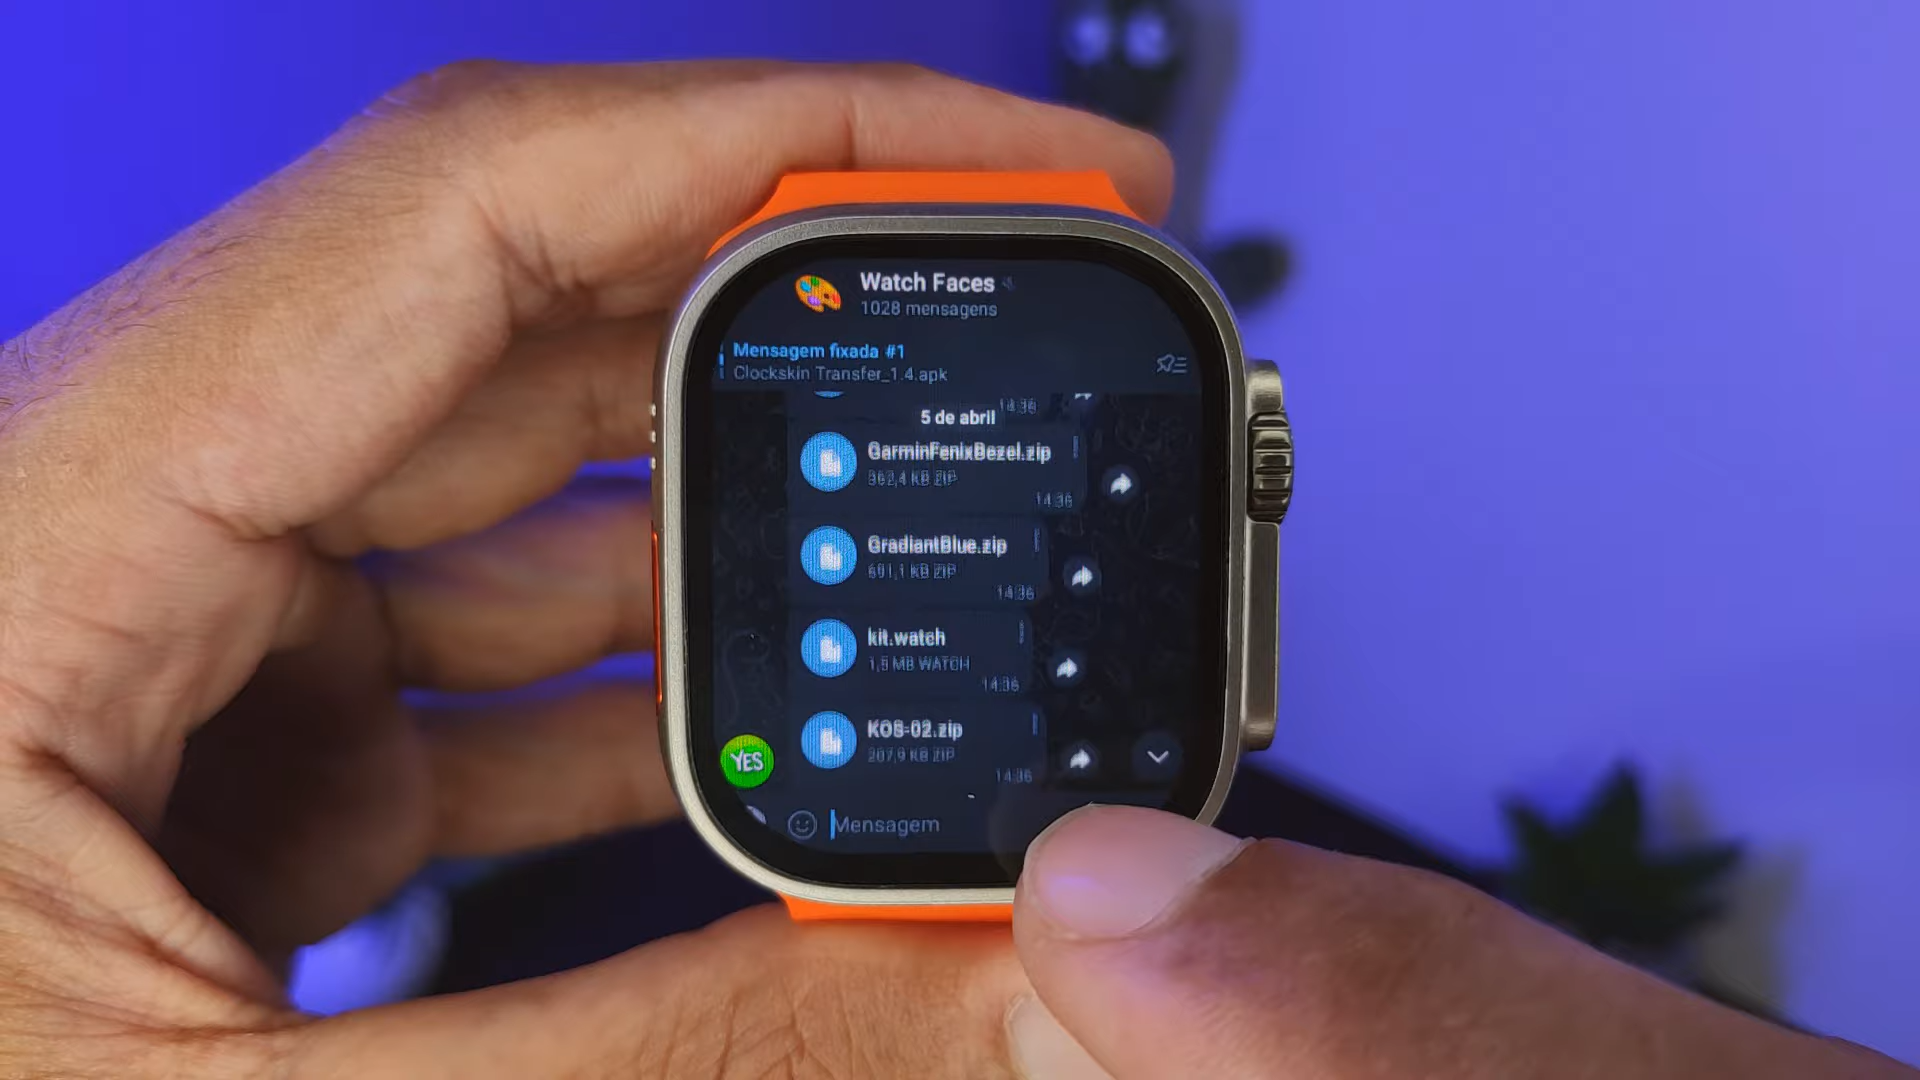 Watch Faces
1028 mensagens
Mensagem fixada #1
Clockskin Transfer_1.4.apk
14:36
5 de abril
GarminFenixBezel.zip
362,4 KB ZIP
14:36
GradiantBlue.zip
691,1 KB ZIP
14:36
kit.watch
1,5 MB WATCH
14:36
KOS-02.zip
207,9 KB ZIP
14:36
YES
Mensagem